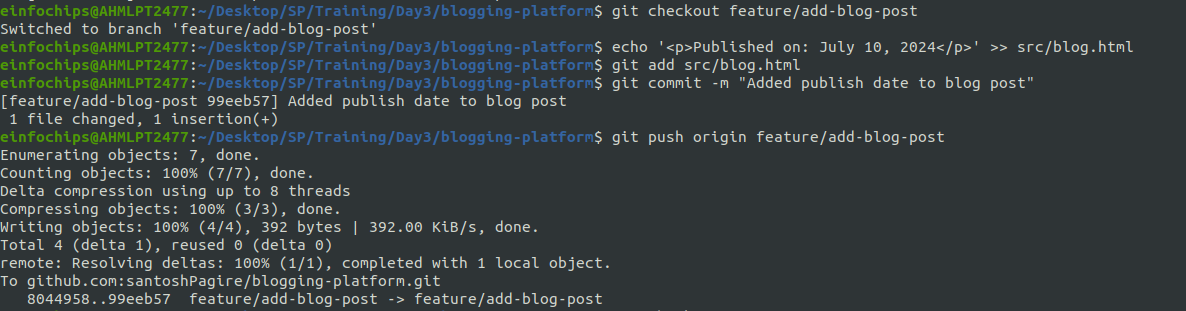 einfochips@AHMLPT2477:~/Desktop/SP/Training/Day3/blogging-platform$ git checkout feature/add-blog-post
Switched to branch 'feature/add-blog-post'
einfochips@AHMLPT2477:~/Desktop/SP/Training/Day3/blogging-platform$ echo '<p>Published on: July 10, 2024</p>' >> src/blog.html
einfochips@AHMLPT2477:~/Desktop/SP/Training/Day3/blogging-platform$ git add src/blog.html
einfochips@AHMLPT2477:~/Desktop/SP/Training/Day3/blogging-platform$ git commit -m "Added publish date to blog post"
[feature/add-blog-post 99eeb57] Added publish date to blog post
 1 file changed, 1 insertion(+)
einfochips@AHMLPT2477:~/Desktop/SP/Training/Day3/blogging-platform$ git push origin feature/add-blog-post
Enumerating objects: 7, done.
Counting objects: 100% (7/7), done.
Delta compression using up to 8 threads
Compressing objects: 100% (3/3), done.
Writing objects: 100% (4/4), 392 bytes | 392.00 KiB/s, done.
Total 4 (delta 1), reused 0 (delta 0)
remote: Resolving deltas: 100% (1/1), completed with 1 local object.
To github.com:santoshPagire/blogging-platform.git
   8044958..99eeb57  feature/add-blog-post -> feature/add-blog-post